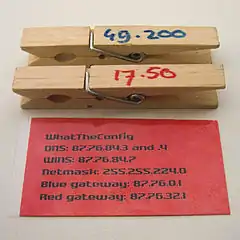 49.200
17.50
WhatTheConfig
DNS: 87.76.84.3 and .4
WINS: 87.76.84.7
Netmask: 255.255.224.0
Blue gateway: 87.76.0.1
Red gateway: 87.76.32.1